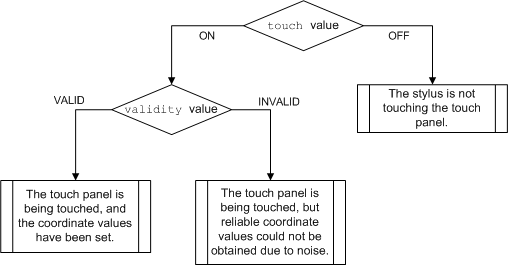 touch value
ON
OFF
The stylus is not
touching the touch
panel.
VALID
validity value
INVALID
The touch panel is
being touched, and
the coordinate values
have been set.
The touch panel is
being touched, but
reliable coordinate
values could not be
obtained due to noise.